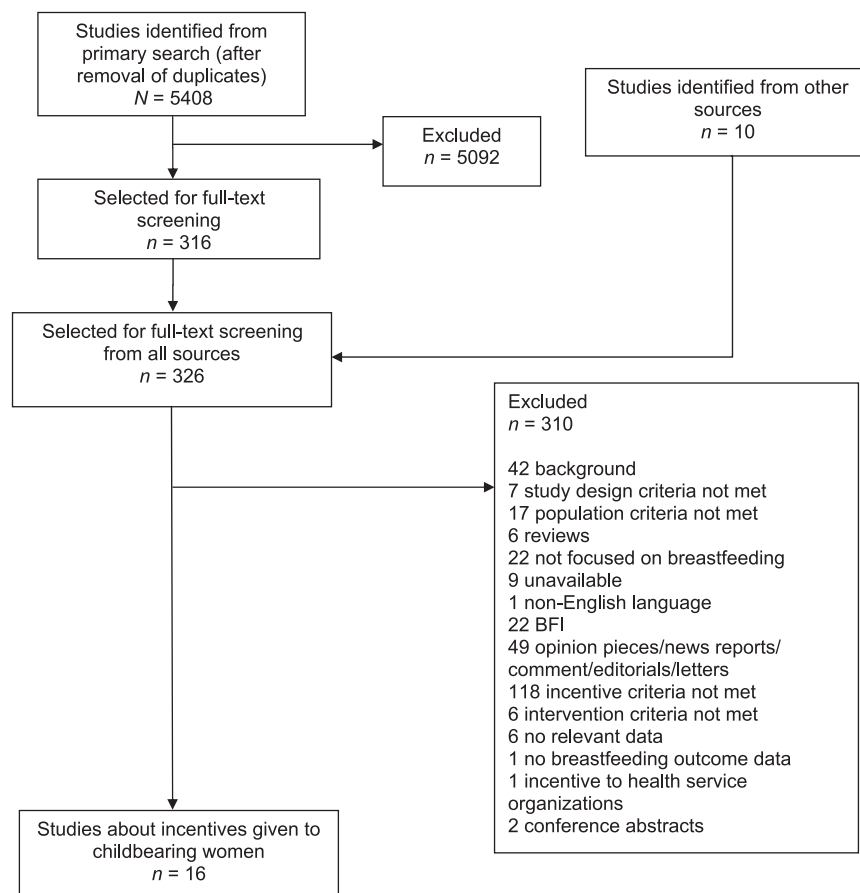 Studies identified from
primary search (after
removal of duplicates)
N = 5408
Studies identified from other
sources
n = 10
Excluded
n = 5092
Selected for full-text
screening
n = 316
Selected for full-text screening
from all sources
n = 326
Excluded
n = 310
42 background
7 study design criteria not met
17 population criteria not met
6 reviews
22 not focused on breastfeeding
9 unavailable
1 non-English language
22 BFI
49 opinion pieces/news reports/
comment/editorials/letters
118 incentive criteria not met
6 intervention criteria not met
6 no relevant data
1 no breastfeeding outcome data
1 incentive to health service
organizations
2 conference abstracts
Studies about incentives given to
childbearing women
n = 16